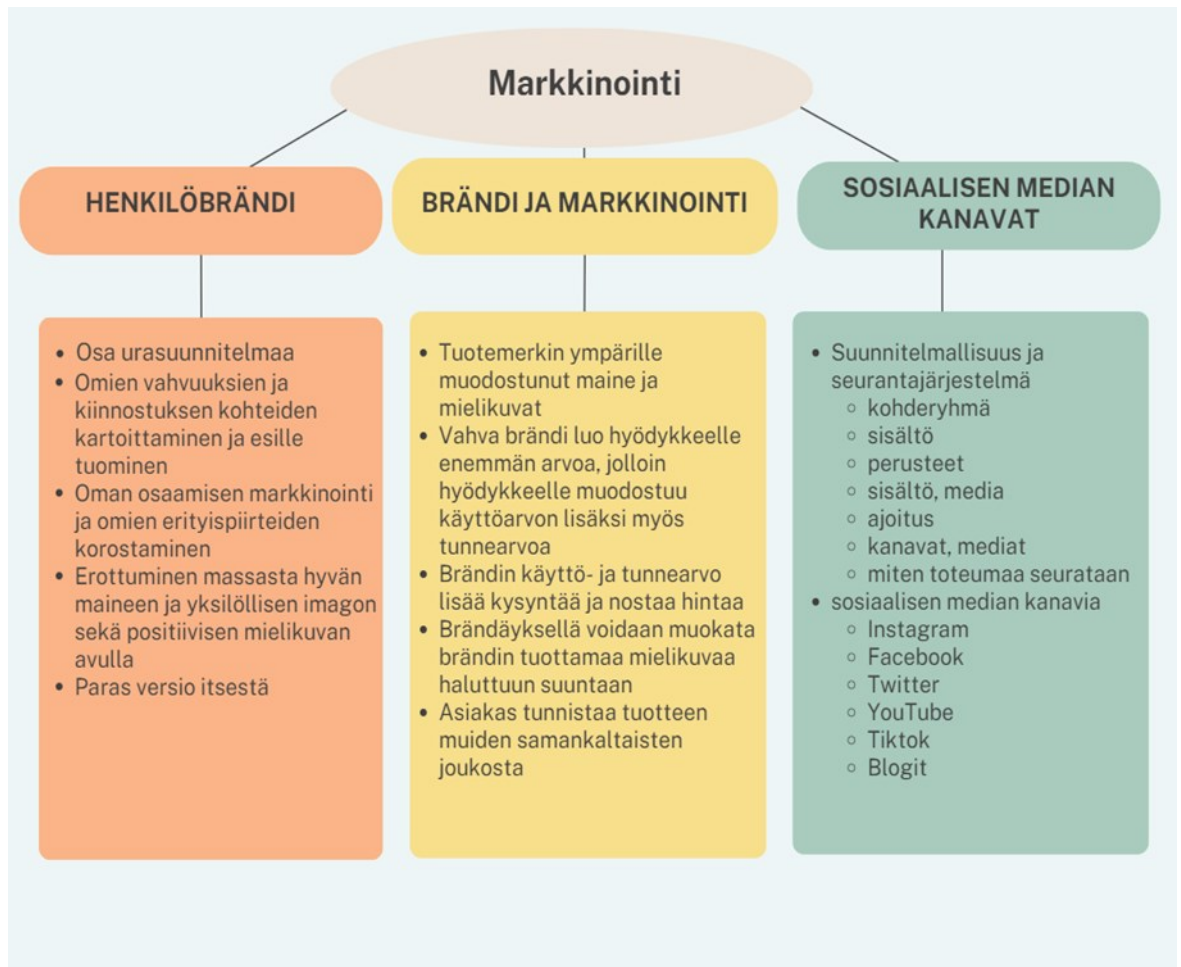 Markkinointi
HENKILÖBRÄNDI
• Osa urasuunnitelmaa
• Omien vahvuuksien ja
kiinnostuksen kohteiden
kartoittaminen ja esille
tuominen
• Oman osaamisen markkinointi
ja omien erityispiirteiden
korostaminen
• Erottuminen massasta hyvän
maineen ja yksilöllisen imagon
sekä positiivisen mielikuvan
avulla
• Paras versio itsestä
BRÄNDI JA MARKKINOINTI
• Tuotemerkin ympärille
muodostunut maine ja
mielikuvat
• Vahva brändi luo hyödykkeelle
enemmän arvoa, jolloin
hyödykkeelle muodostuu
käyttöarvon lisäksi myös
tunnearvoa
• Brändin käyttö- ja tunnearvo
lisää kysyntää ja nostaa hintaa
• Brändäyksellä voidaan muokata
brändin tuottamaa mielikuvaa
haluttuun suuntaan
• Asiakas tunnistaa tuotteen
muiden samankaltaisten
joukosta
SOSIAALISEN MEDIAN
KANAVAT
• Suunnitelmallisuus ja
seurantajärjestelmä
◦ kohderyhmä
◦ sisältö
◦ perusteet
◦ sisältö, media
◦ ajoitus
◦ kanavat, mediat
◦ miten toteumaa seurataan
• sosiaalisen median kanavia
◦ Instagram
◦ Facebook
◦ Twitter
◦ YouTube
◦ Tiktok
◦ Blogit